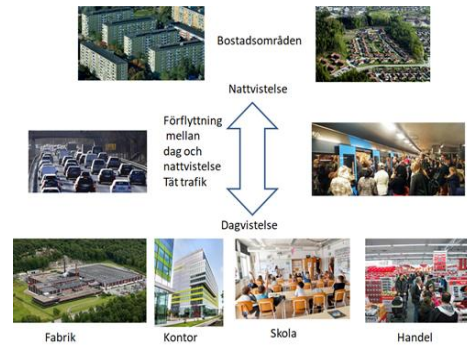 Bostadsområden
Nattvistelse
Förflyttning
mellan
dag och
nattvistelse
Tät trafik
Dagvistelse
Fabrik
Kontor
Skola
Handel